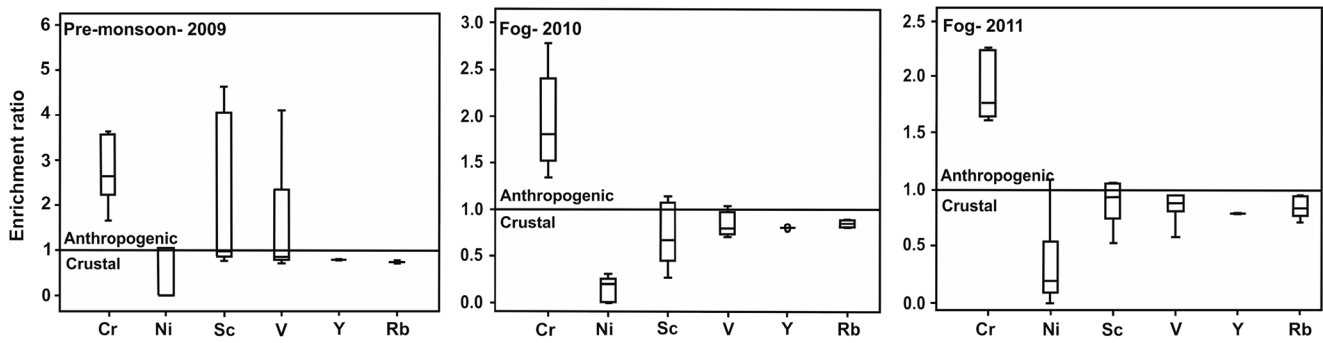 Enrichment ratio
Pre-monsoon- 2009
6
5
4
3
2
1
0
Anthropogenic
Crustal
Cr Ni Sc V Y Rb
Fog- 2010
3.0
2.5
2.0
1.5
1.0
0.5
0.0
Anthropogenic
Crustal
Cr Ni Sc V Y Rb
Fog- 2011
2.5
2.0
1.5
1.0
0.5
0.0
Anthropogenic
Crustal
Cr Ni Sc V Y Rb